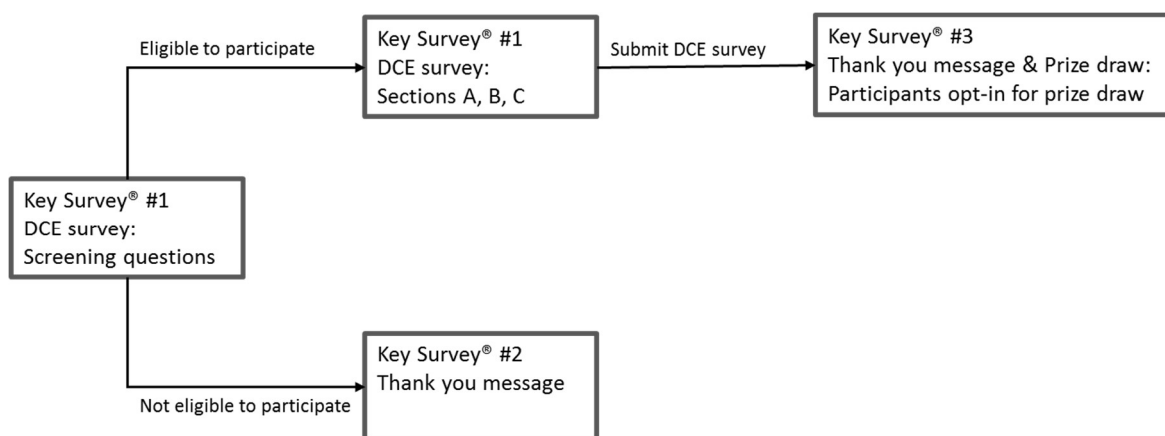 Eligible to participate
Key Survey® #1
DCE survey:
Sections A, B, C
Submit DCE survey
Key Survey® #3
Thank you message & Prize draw:
Participants opt-in for prize draw
Key Survey® #1
DCE survey:
Screening questions
Key Survey® #2
Thank you message
Not eligible to participate